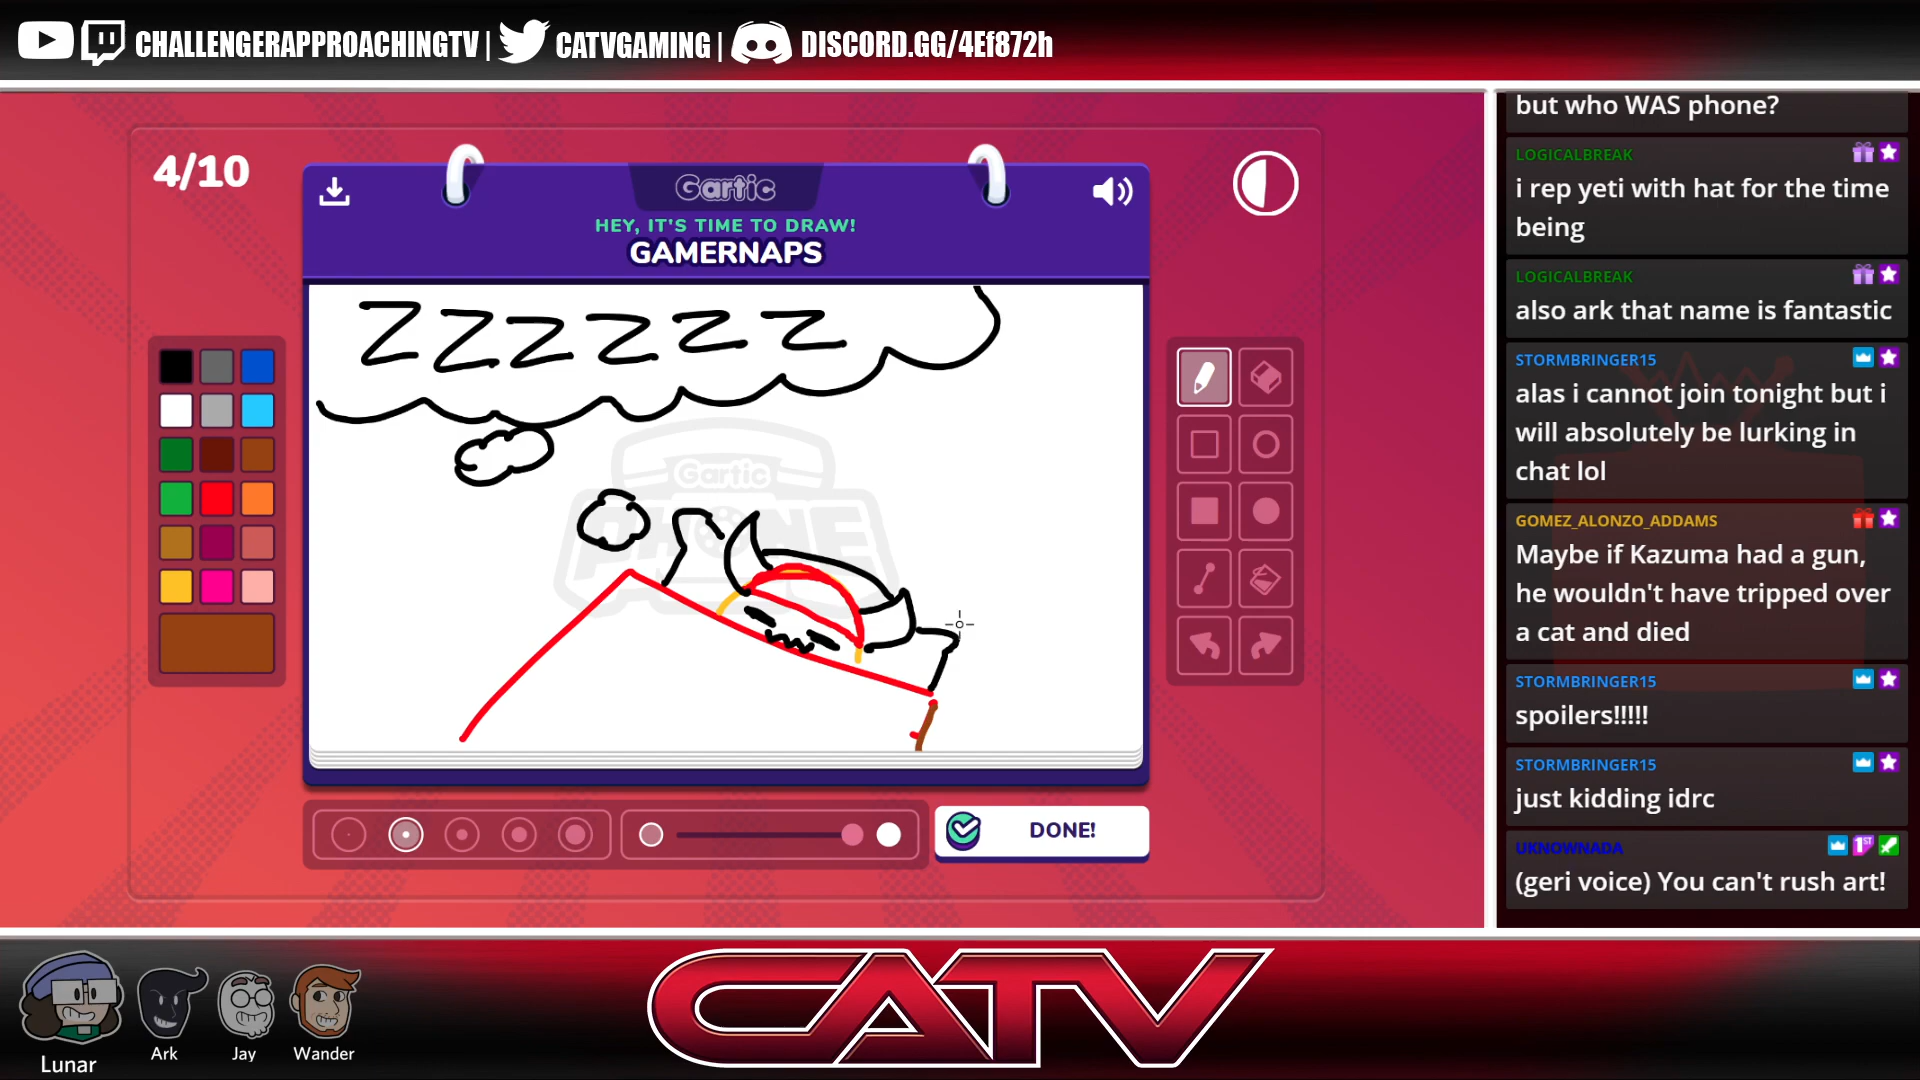 CHALLENGERAPPROACHINGTV | CATVGAMING | DISCORD.GG/4Ef872h
4/10
Gartic
HEY, IT'S TIME TO DRAW!
GAMERNAPS
ZZZZZZ
Gartic
PHONE
DONE!
but who WAS phone?
LOGICALBREAK
i rep yeti with hat for the time
being
LOGICALBREAK
also ark that name is fantastic
STORMBRINGER15
alas i cannot join tonight but i
will absolutely be lurking in
chat lol
GOMEZ_ALONZO_ADDAMS
Maybe if Kazuma had a gun,
he wouldn't have tripped over
a cat and died
STORMBRINGER15
spoilers!!!!!
STORMBRINGER15
just kidding idrc
UKNOWNADA
1ST
(geri voice) You can't rush art!
Lunar
Ark
Jay
Wander
CATV